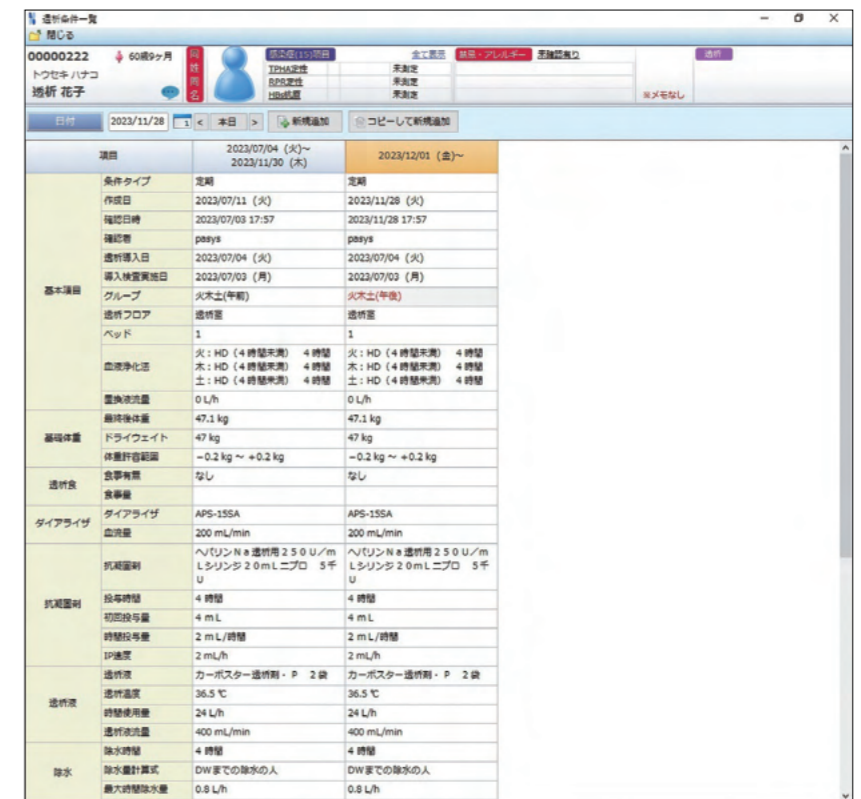 透析条件一覧
閉じる
00000222 60歳9ヶ月
トウセキ ハナコ
透析 花子
同姓同名
感染症(15)項目 全て表示
TPHA定性 未測定
RPR定性 未測定
HBs抗原 未測定
禁忌・アレルギー 未確認有り
※メモなし
透析
日付 2023/11/28 1 < 本日 > 新規追加 コピーして新規追加
項目 2023/07/04 (火)~ 2023/12/01 (金)~
2023/11/30 (木)
基本項目
条件タイプ 定期 定期
作成日 2023/07/11 (火) 2023/11/28 (火)
確認日時 2023/07/03 17:57 2023/11/28 17:57
確認者 pasys pasys
透析導入日 2023/07/04 (火) 2023/07/04 (火)
導入検査実施日 2023/07/03 (月) 2023/07/03 (月)
グループ 火木土(午前) 火木土(午後)
透析フロア 透析室 透析室
ベッド 1 1
血液浄化法
火:HD(4時間未満) 4時間 火:HD(4時間未満) 4時間
木:HD(4時間未満) 4時間 木:HD(4時間未満) 4時間
土:HD(4時間未満) 4時間 土:HD(4時間未満) 4時間
置換液流量 0 L/h 0 L/h
基礎体重
最終後体重 47.1 kg 47.1 kg
ドライウェイト 47 kg 47 kg
体重許容範囲 -0.2 kg ~ +0.2 kg -0.2 kg ~ +0.2 kg
透析食
食事有無 なし なし
食事量
ダイアライザ
ダイアライザ APS-15SA APS-15SA
血流量 200 mL/min 200 mL/min
抗凝固剤
抗凝固剤
ヘパリンNa透析用250U/m ヘパリンNa透析用250U/m
Lシリンジ20mLニプロ 5千 Lシリンジ20mLニプロ 5千
U U
投与時間 4 時間 4 時間
初回投与量 4 mL 4 mL
時間投与量 2 mL/時間 2 mL/時間
IP速度 2 mL/h 2 mL/h
透析液
透析液 カーボスター透析剤・P 2袋 カーボスター透析剤・P 2袋
透析温度 36.5 ℃ 36.5 ℃
時間使用量 24 L/h 24 L/h
透析液流量 400 mL/min 400 mL/min
除水
除水時間 4 時間 4 時間
除水量計算式 DWまでの除水の人 DWまでの除水の人
最大時間除水量 0.8 L/h 0.8 L/h